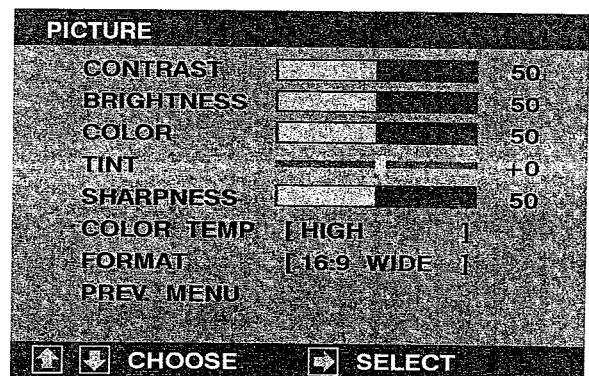 PICTURE
CONTRAST 50
BRIGHTNESS 50
COLOR 50
TINT +0
SHARPNESS 50
COLOR TEMP [ HIGH ]
FORMAT [ 16:9 WIDE ]
PREV. MENU
CHOOSE SELECT